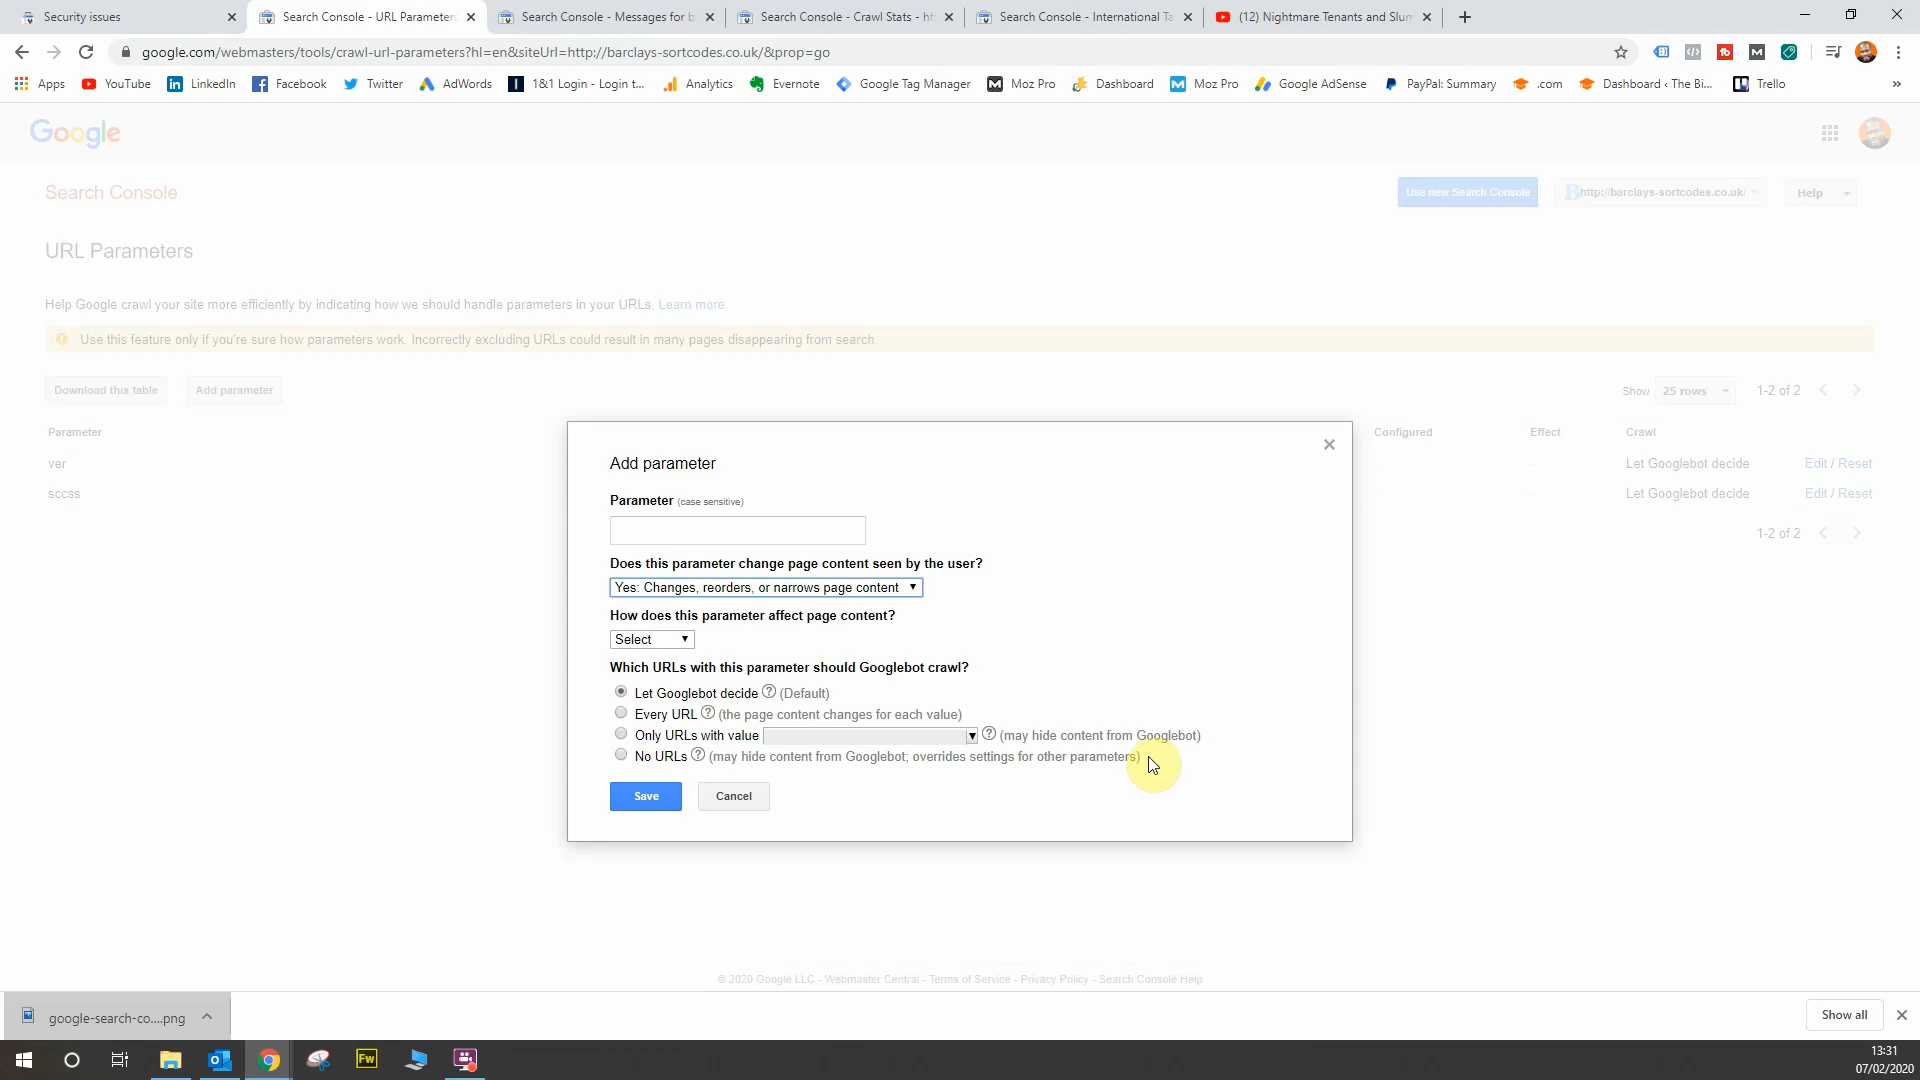 Security issues
Search Console - URL Parameters
Search Console - Messages for b
Search Console - Crawl Stats - ht
Search Console - International Ta
(12) Nightmare Tenants and Slum
google.com/webmasters/tools/crawl-url-parameters?hl=en&siteUrl=http://barclays-sortcodes.co.uk/&prop=go
Apps YouTube LinkedIn Facebook Twitter AdWords 1&1 Login - Login t... Analytics Evernote Google Tag Manager Moz Pro Dashboard Moz Pro Google AdSense PayPal: Summary .com Dashboard ‹ The Bi... Trello »
Google
Search Console
Use new Search Console
http://barclays-sortcodes.co.uk/
Help
URL Parameters
Help Google crawl your site more efficiently by indicating how we should handle parameters in your URLs. Learn more.
Use this feature only if you're sure how parameters work. Incorrectly excluding URLs could result in many pages disappearing from search.
Download this table Add parameter
Show 25 rows 1-2 of 2
Parameter Configured Effect Crawl
ver - - Let Googlebot decide Edit / Reset
sccss Let Googlebot decide Edit / Reset
1-2 of 2
Add parameter
Parameter (case sensitive)
Does this parameter change page content seen by the user?
Yes: Changes, reorders, or narrows page content
How does this parameter affect page content?
Select
Which URLs with this parameter should Googlebot crawl?
Let Googlebot decide ? (Default)
Every URL ? (the page content changes for each value)
Only URLs with value ? (may hide content from Googlebot)
No URLs ? (may hide content from Googlebot; overrides settings for other parameters)
Save Cancel
© 2020 Google LLC - Webmaster Central - Terms of Service - Privacy Policy - Search Console Help
google-search-co....png
Show all
Fw
13:31
07/02/2020